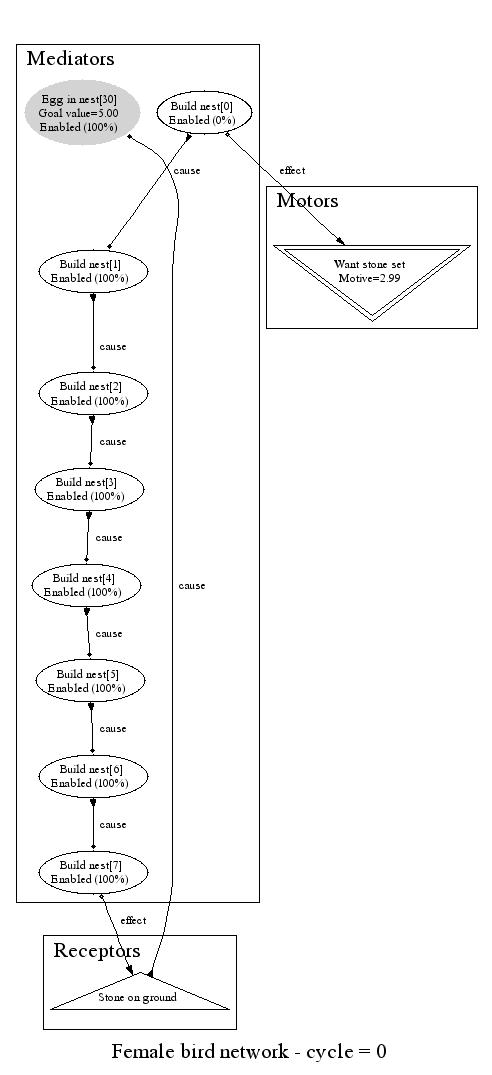 Mediators
Egg in nest[30]
Goal value=5.00
Enabled (100%)
Build nest[0]
Enabled (0%)
cause
effect
Motors
Want stone set
Motive=2.99
Build nest[1]
Enabled (100%)
cause
Build nest[2]
Enabled (100%)
cause
Build nest[3]
Enabled (100%)
cause
Build nest[4]
Enabled (100%)
cause
cause
Build nest[5]
Enabled (100%)
cause
Build nest[6]
Enabled (100%)
cause
Build nest[7]
Enabled (100%)
effect
Receptors
Stone on ground
Female bird network - cycle = 0